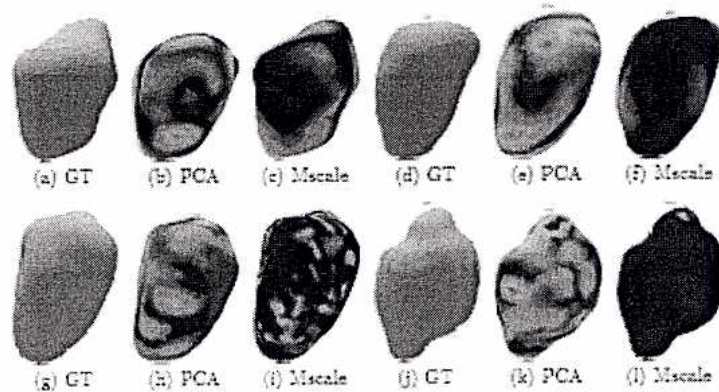 (a) GT (b) PCA (c) Mscale (d) GT (e) PCA (f) Mscale
(g) GT (h) PCA (i) Mscale (j) GT (k) PCA (l) Mscale